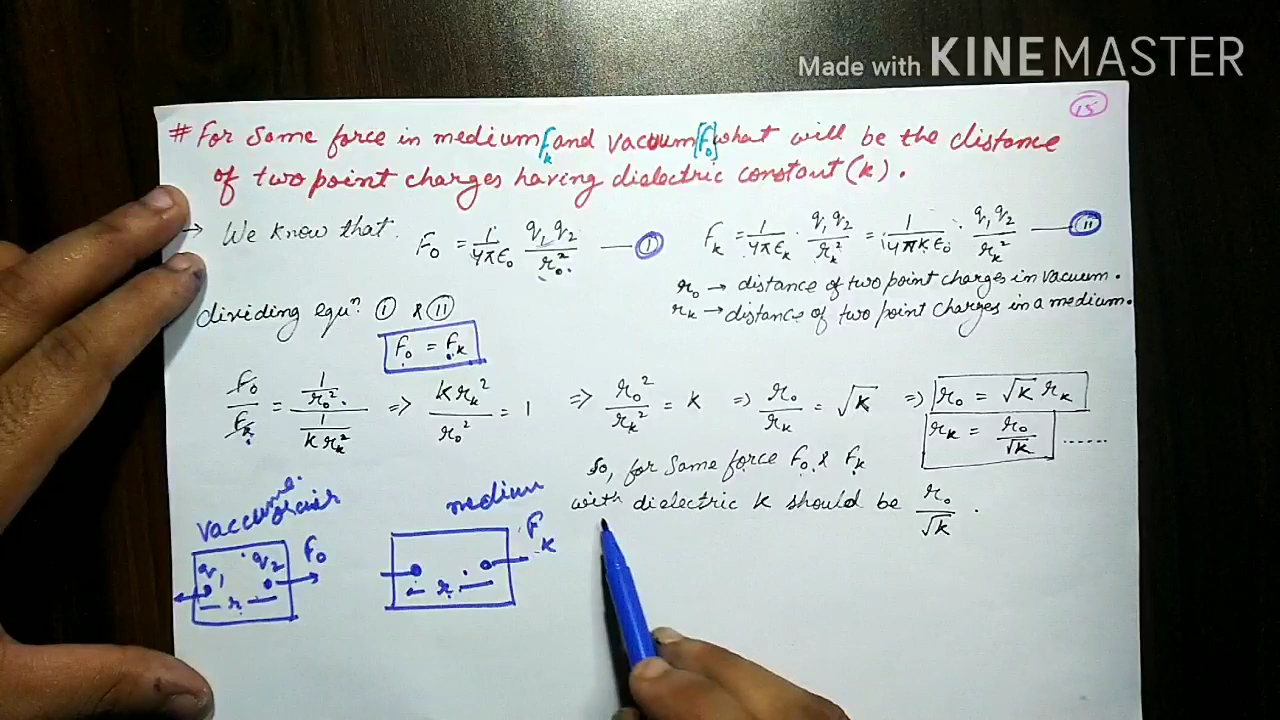 Made with KINEMASTER
15
# For Same force in medium Fk and vacuum [F₀] what will be the distance
of two point charges having dielectric constant (k).
→ We know that. F₀ = 1/4πε₀ q₁q₂/r₀². — I
Fk = 1/4πεk · q₁q₂/rk² = 1/4πkε₀ · q₁q₂/rk² — II
r₀ → distance of two point charges in vacuum.
rk → distance of two point charges in a medium.
dividing equⁿ. I & II
F₀ = Fk
F₀/Fk = (1/r₀²)/(1/k rk²) => k rk²/r₀² = 1 => r₀²/rk² = k => r₀/rk = √k => r₀ = √k rk
rk = r₀/√k ......
So, for same force F₀ & Fk
with dielectric k should be r₀/√k .
vaccume.
or air
q₁ q₂ F₀
r
medium
Fk
r